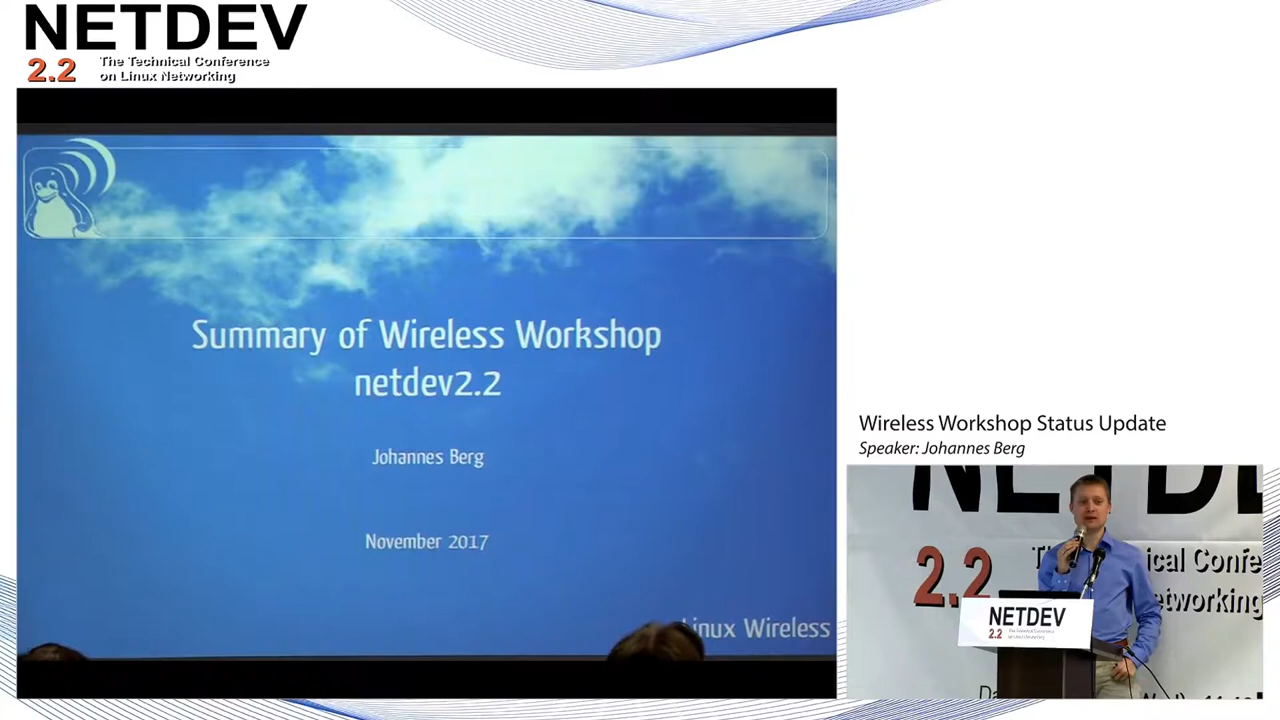 NETDEV
2.2
The Technical Conference
on Linux Networking
Summary of Wireless Workshop
netdev2.2
Johannes Berg
November 2017
Linux Wireless
Wireless Workshop Status Update
Speaker: Johannes Berg
NETDEV
2.2
ical Confe
etworking
NETDEV
2.2